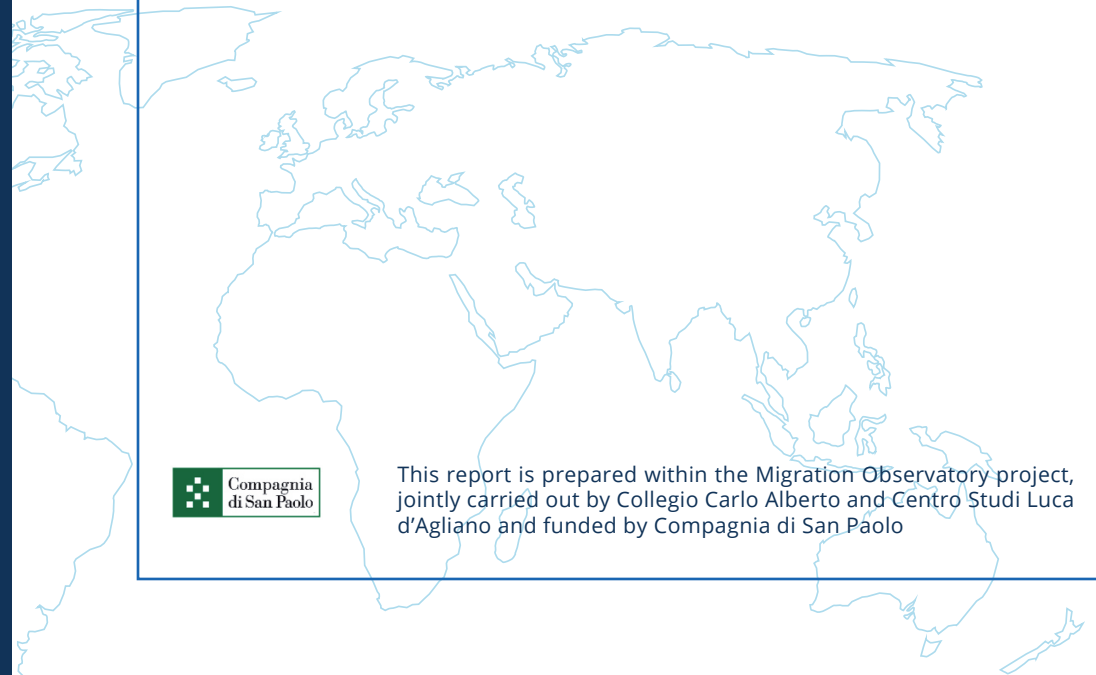 Compagnia
di San Paolo
This report is prepared within the Migration Observatory project,
jointly carried out by Collegio Carlo Alberto and Centro Studi Luca
d'Agliano and funded by Compagnia di San Paolo